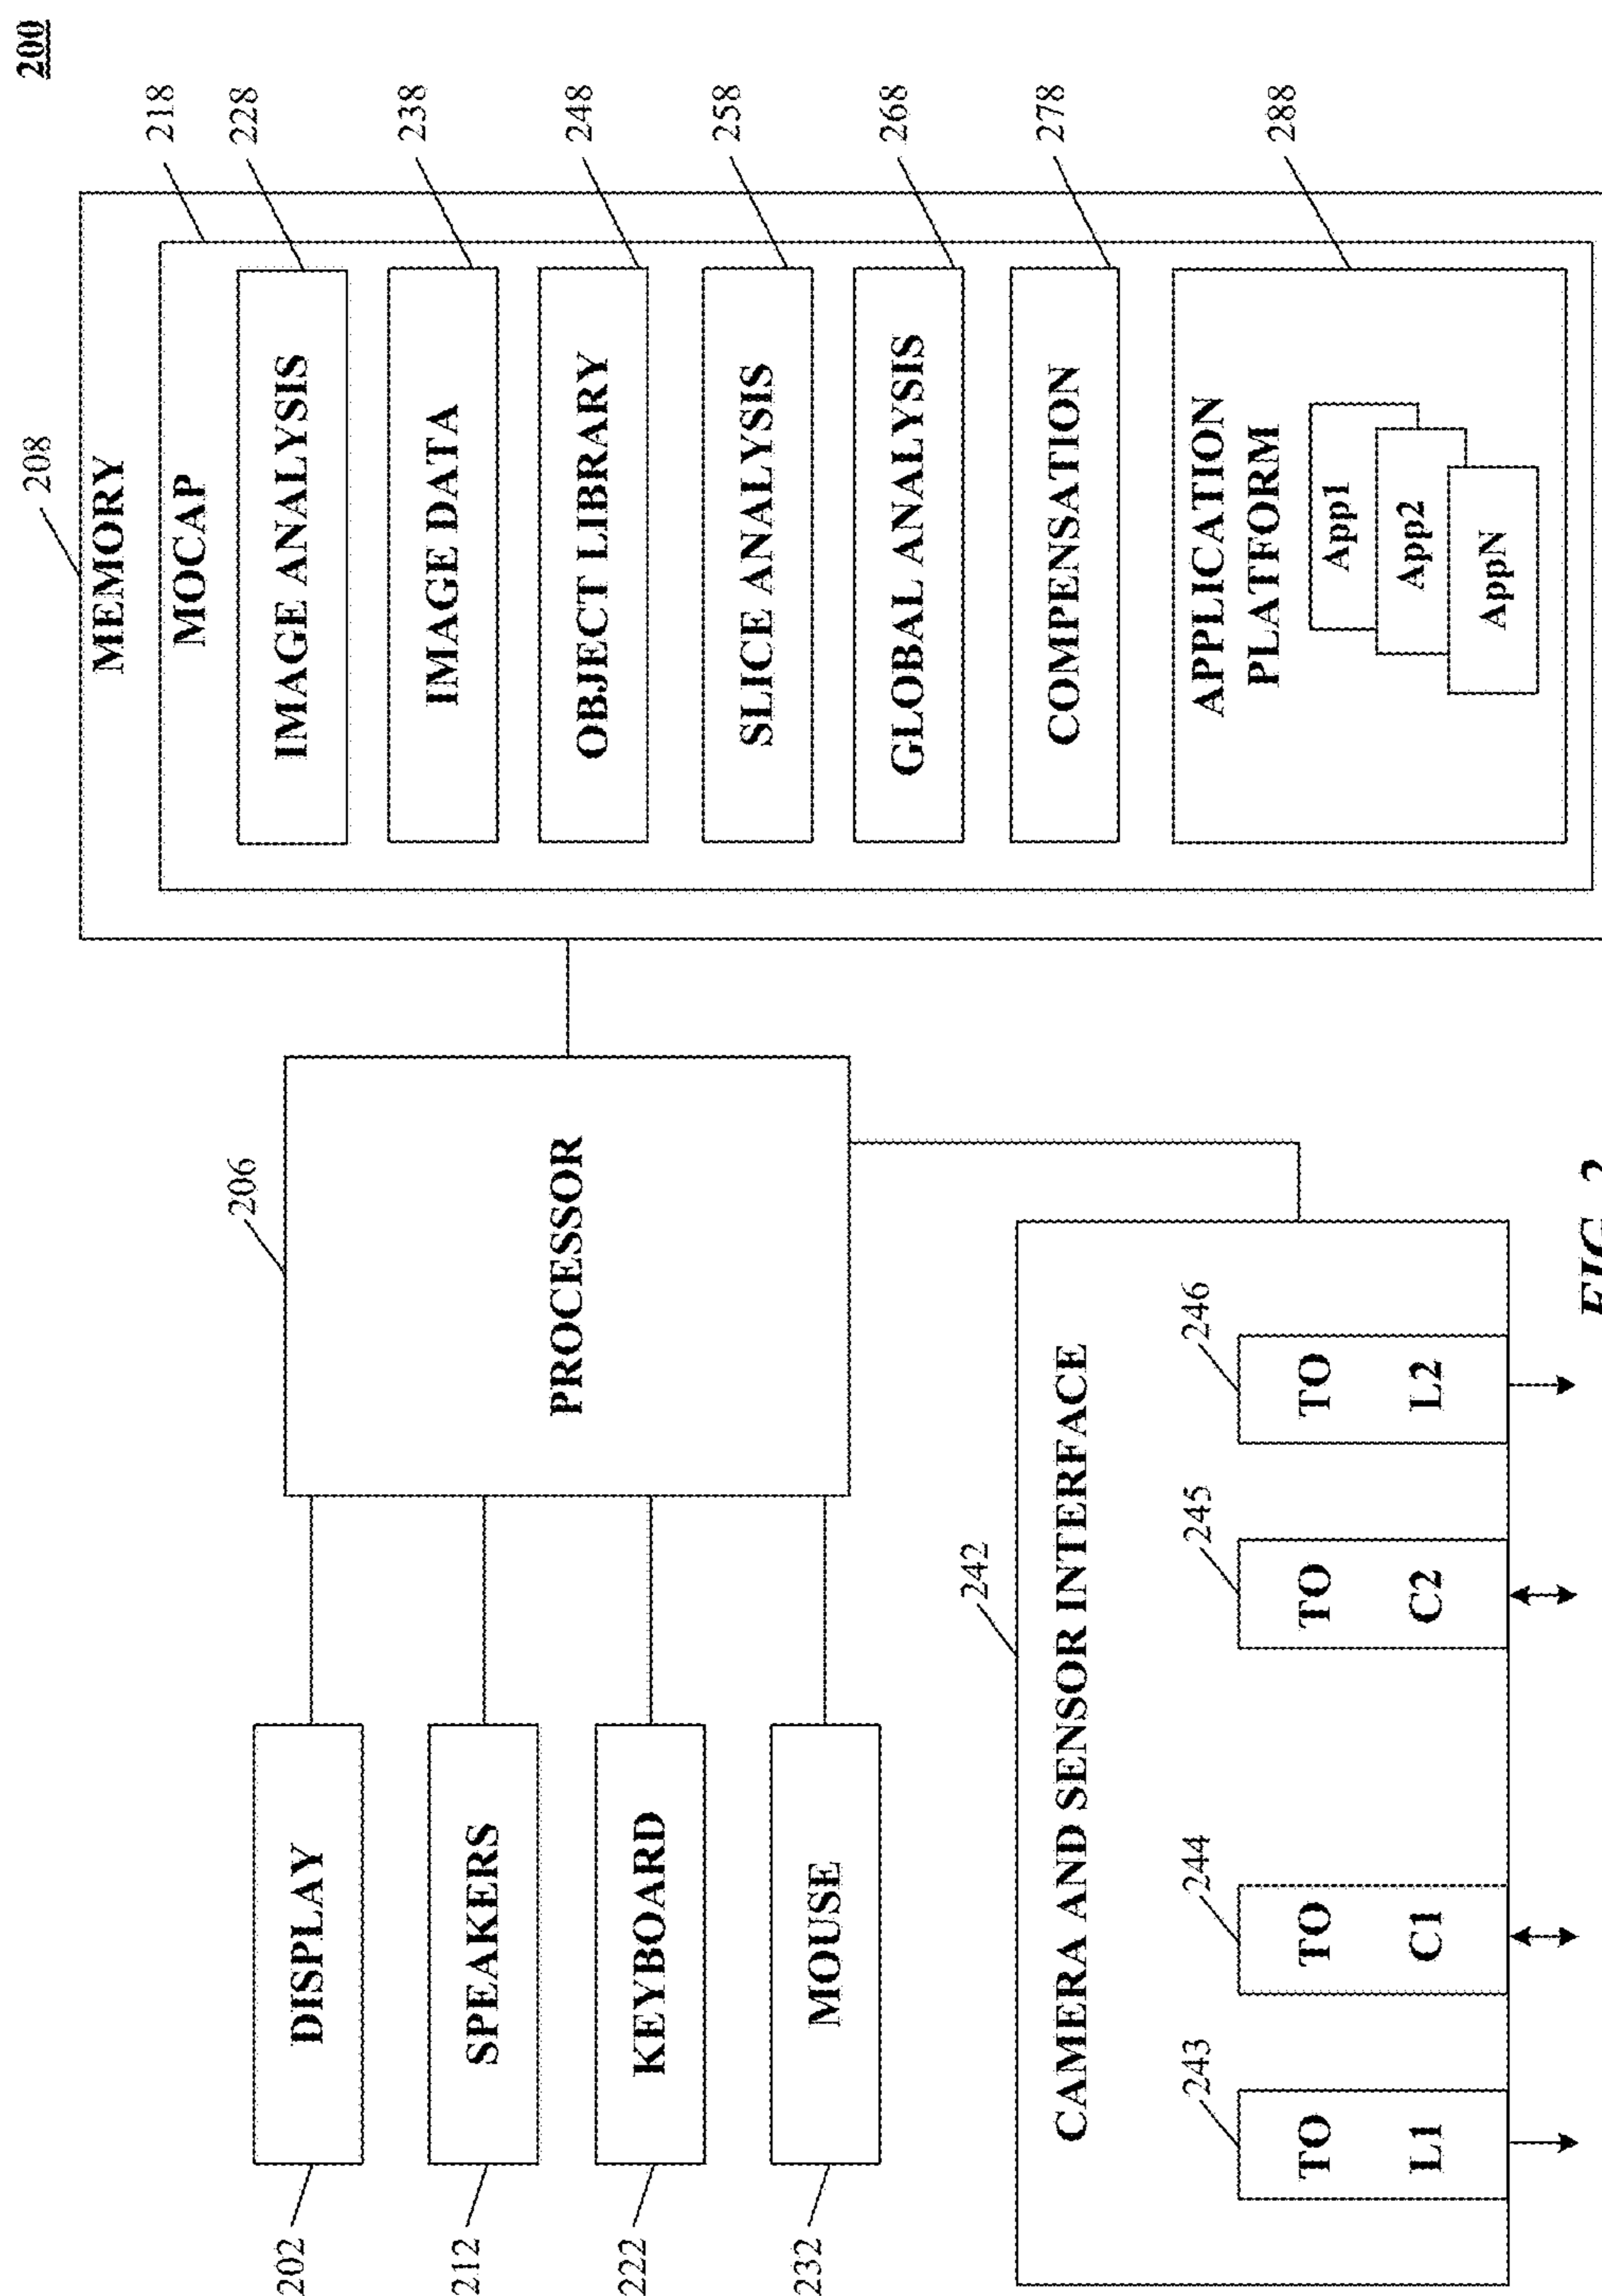 200
208
MEMORY
218
MOCAP
228
IMAGE ANALYSIS
238
IMAGE DATA
248
OBJECT LIBRARY
258
SLICE ANALYSIS
268
GLOBAL ANALYSIS
278
COMPENSATION
288
APPLICATION
PLATFORM
App1
App2
AppN
206
PROCESSOR
202
DISPLAY
212
SPEAKERS
222
KEYBOARD
232
MOUSE
242
CAMERA AND SENSOR INTERFACE
243
TO
L1
244
TO
C1
245
TO
C2
246
TO
L2
FIG. 2